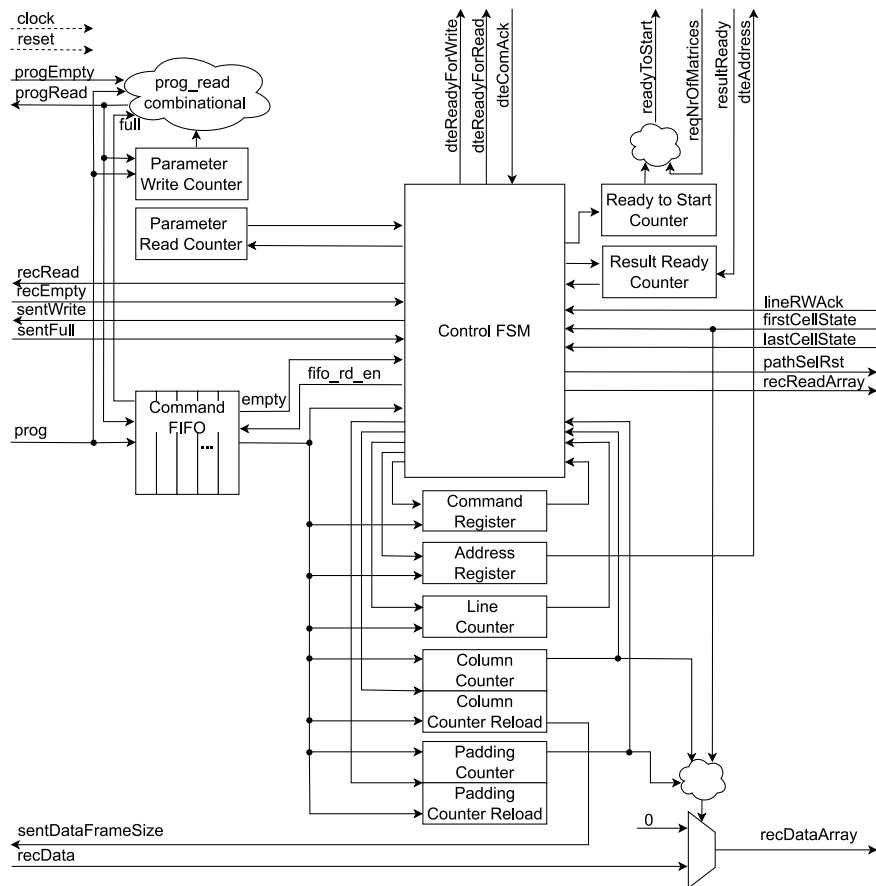 clock
reset
progEmpty
progRead
prog_read
combinational
full
dteReadyForWrite
dteReadyForRead
dteComAck
readyToStart
reqNrOfMatrices
resultReady
dteAddress
Parameter
Write Counter
Parameter
Read Counter
Ready to Start
Counter
Result Ready
Counter
recRead
recEmpty
sentWrite
sentFull
Control FSM
lineRWAck
firstCellState
lastCellState
pathSelRst
recReadArray
fifo_rd_en
empty
Command
FIFO
...
prog
Command
Register
Address
Register
Line
Counter
Column
Counter
Column
Counter Reload
Padding
Counter
Padding
Counter Reload
sentDataFrameSize
recData
0
recDataArray